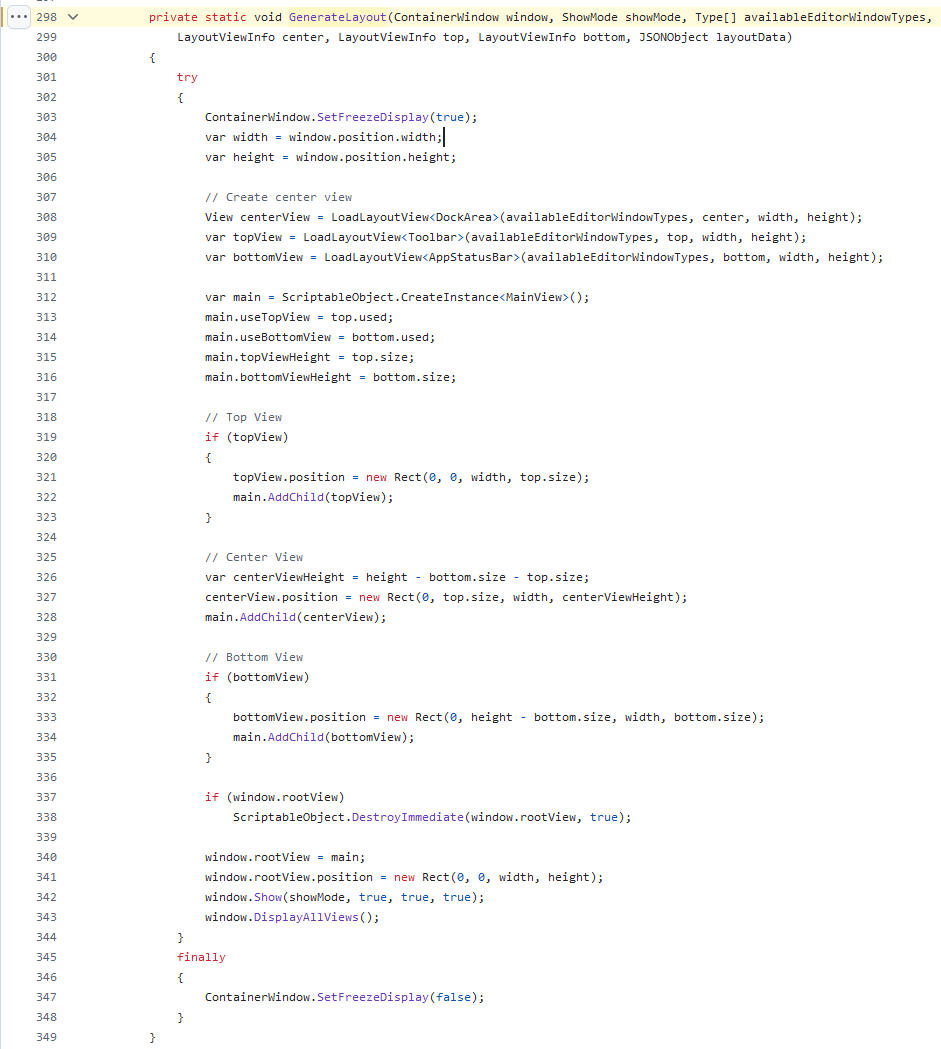 298 private static void GenerateLayout(ContainerWindow window, ShowMode showMode, Type[] availableEditorWindowTypes,
299 LayoutViewInfo center, LayoutViewInfo top, LayoutViewInfo bottom, JSONObject layoutData)
300 {
301 try
302 {
303 ContainerWindow.SetFreezeDisplay(true);
304 var width = window.position.width;
305 var height = window.position.height;
306
307 // Create center view
308 View centerView = LoadLayoutView<DockArea>(availableEditorWindowTypes, center, width, height);
309 var topView = LoadLayoutView<Toolbar>(availableEditorWindowTypes, top, width, height);
310 var bottomView = LoadLayoutView<AppStatusBar>(availableEditorWindowTypes, bottom, width, height);
311
312 var main = ScriptableObject.CreateInstance<MainView>();
313 main.useTopView = top.used;
314 main.useBottomView = bottom.used;
315 main.topViewHeight = top.size;
316 main.bottomViewHeight = bottom.size;
317
318 // Top View
319 if (topView)
320 {
321 topView.position = new Rect(0, 0, width, top.size);
322 main.AddChild(topView);
323 }
324
325 // Center View
326 var centerViewHeight = height - bottom.size - top.size;
327 centerView.position = new Rect(0, top.size, width, centerViewHeight);
328 main.AddChild(centerView);
329
330 // Bottom View
331 if (bottomView)
332 {
333 bottomView.position = new Rect(0, height - bottom.size, width, bottom.size);
334 main.AddChild(bottomView);
335 }
336
337 if (window.rootView)
338 ScriptableObject.DestroyImmediate(window.rootView, true);
339
340 window.rootView = main;
341 window.rootView.position = new Rect(0, 0, width, height);
342 window.Show(showMode, true, true, true);
343 window.DisplayAllViews();
344 }
345 finally
346 {
347 ContainerWindow.SetFreezeDisplay(false);
348 }
349 }